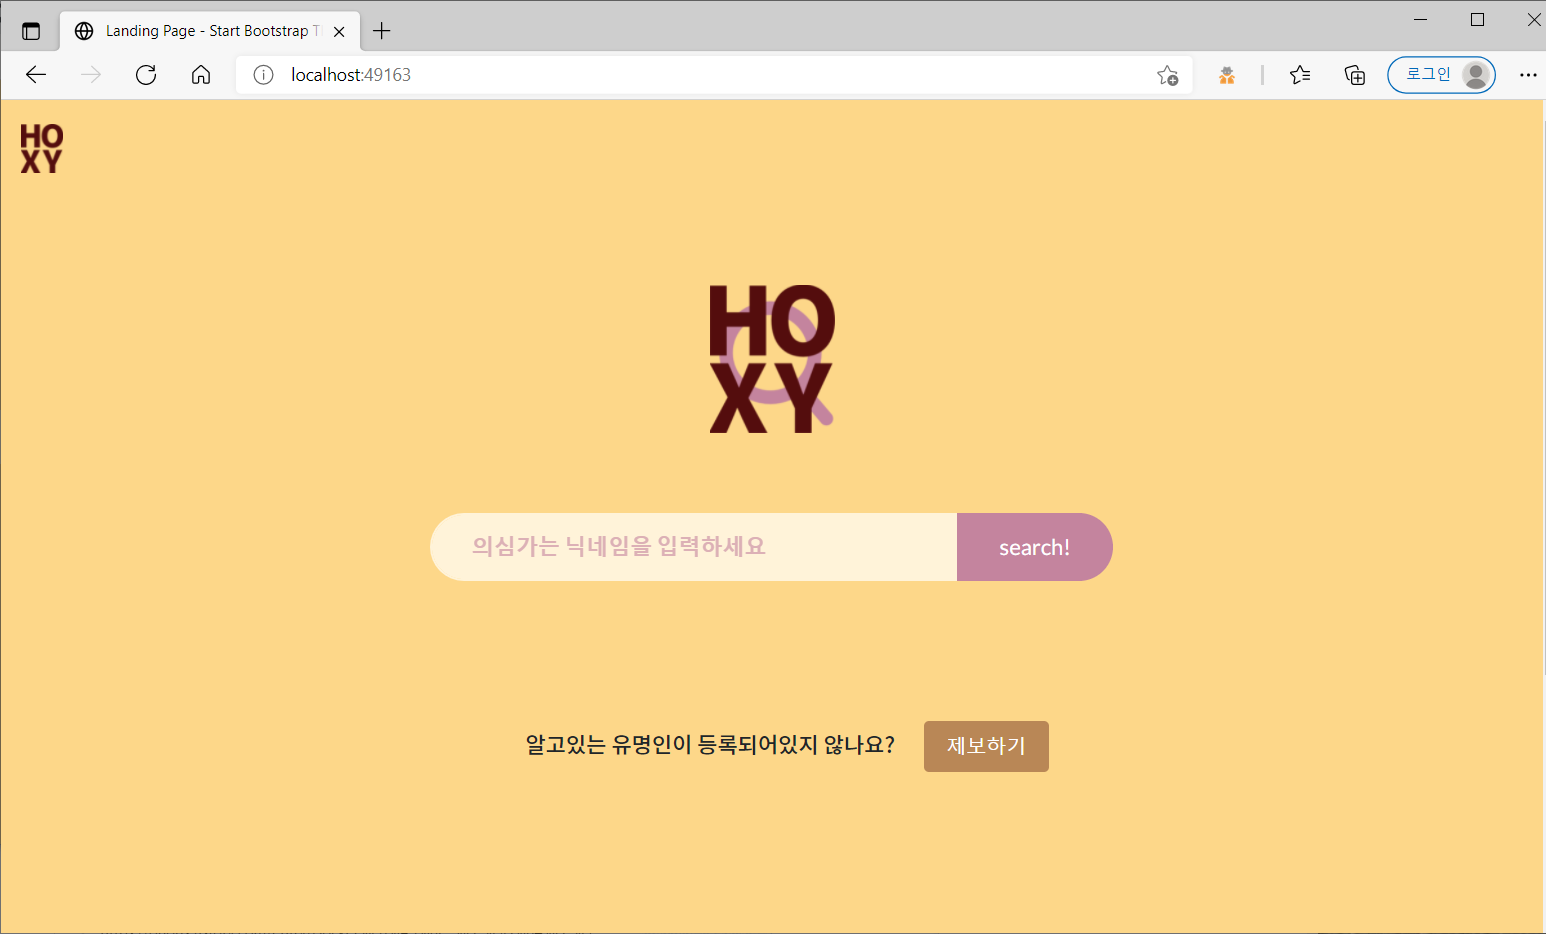 Landing Page - Start Bootstrap
localhost:49163
로그인
HO
XY
HO
XY
의심가는 닉네임을 입력하세요
search!
알고있는 유명인이 등록되어있지 않나요?
제보하기